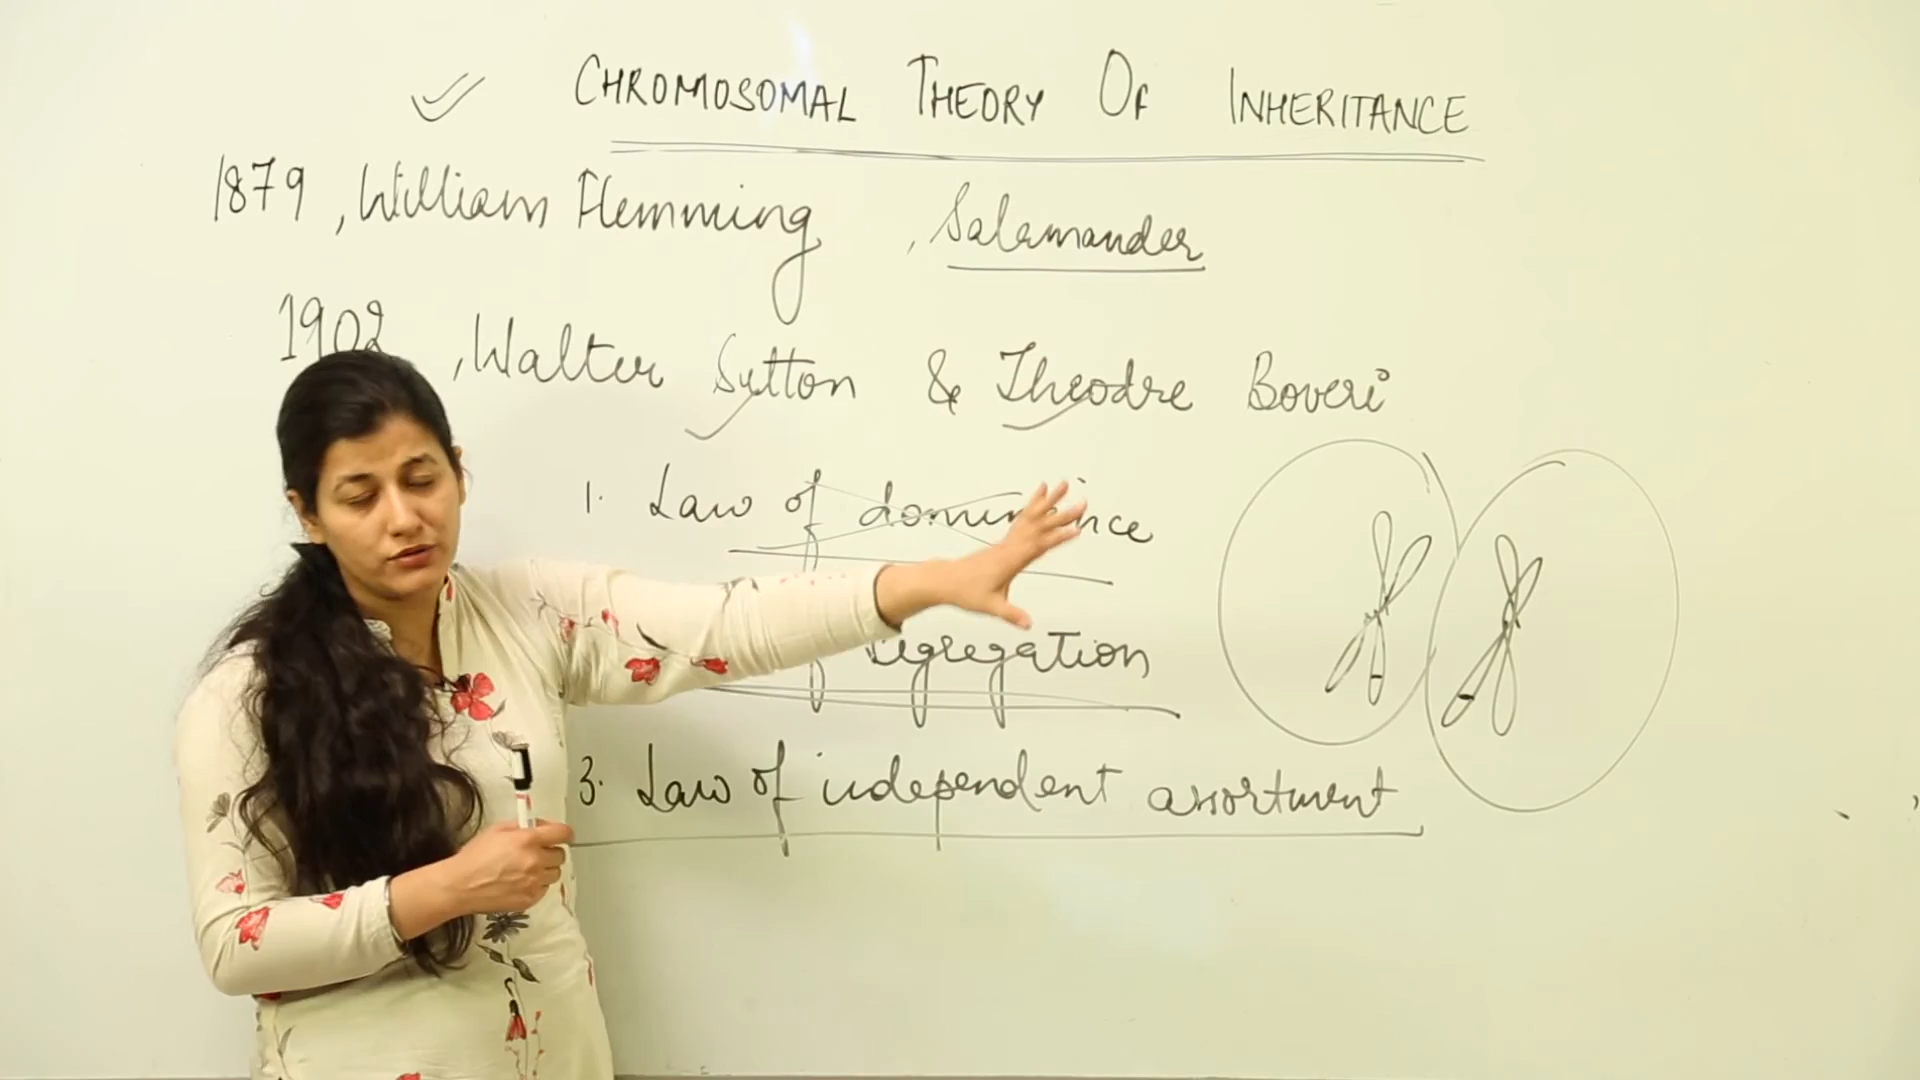 CHROMOSOMAL THEORY OF INHERITANCE
1879, William Flemming, Salamander
1902, Walter Sutton & Theodre Boveri
1. Law of dominance
segregation
3. Law of independent assortment